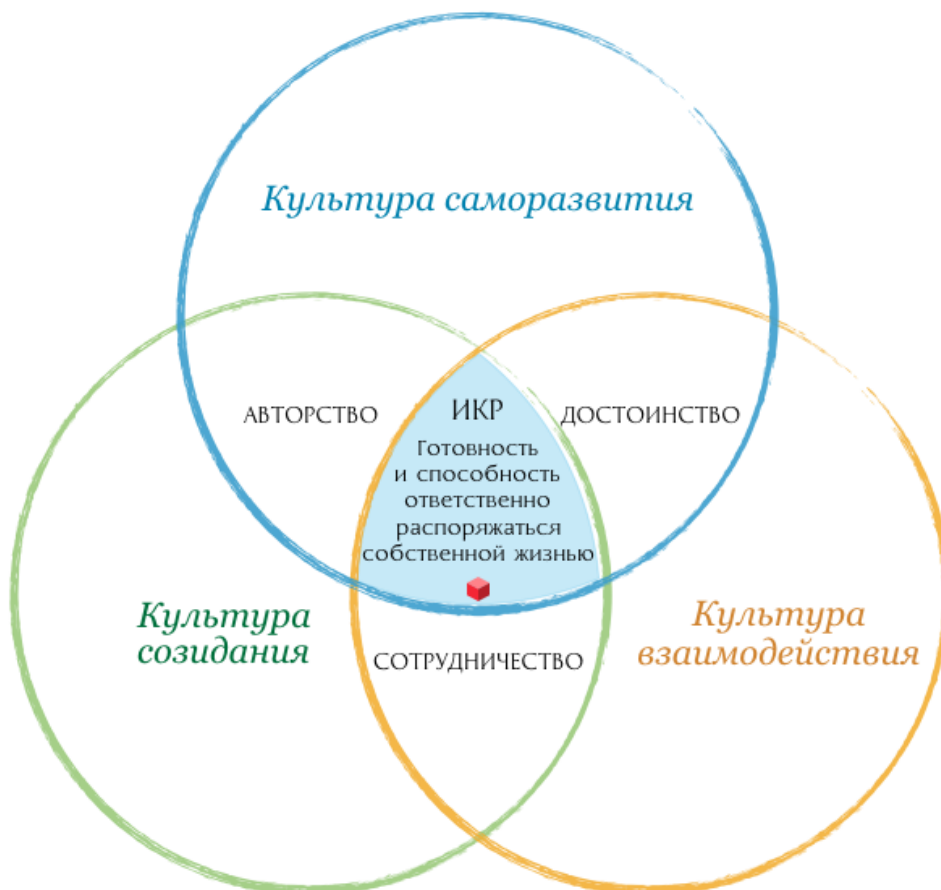 Культура саморазвития
АВТОРСТВО
ИКР
ДОСТОИНСТВО
Готовность
и способность
ответственно
распоряжаться
собственной жизнью
Культура
созидания
Культура
взаимодействия
СОТРУДНИЧЕСТВО